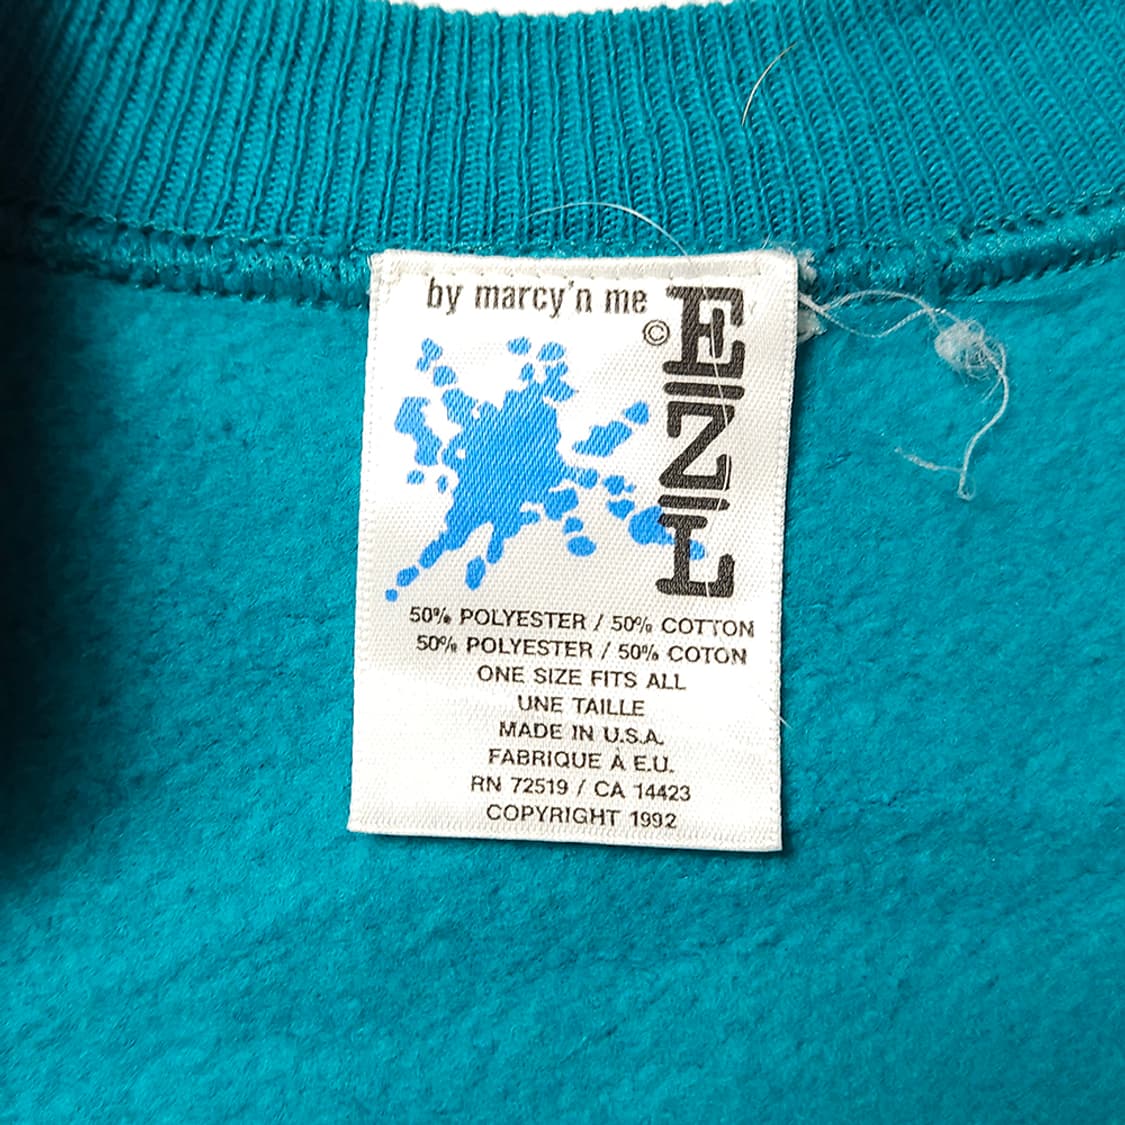 by marcy'n me
©
ENL
50% POLYESTER / 50% COTTON
50% POLYESTER / 50% COTON
ONE SIZE FITS ALL
UNE TAILLE
MADE IN U.S.A.
FABRIQUE À E.U.
RN 72519 / CA 14423
COPYRIGHT 1992